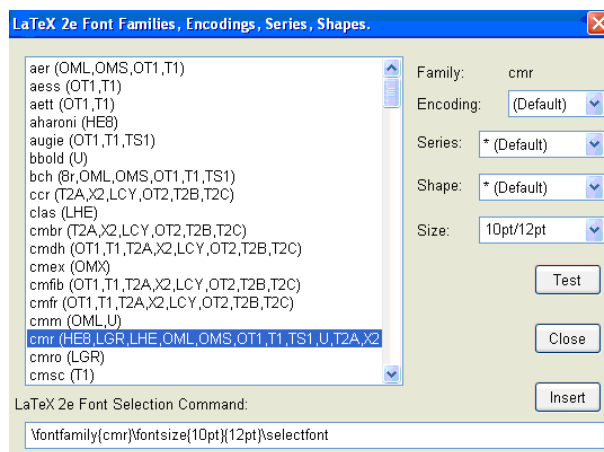 LaTeX 2e Font Families, Encodings, Series, Shapes.
aer (OML,OMS,OT1,T1)
aess (OT1,T1)
aett (OT1,T1)
aharoni (HE8)
augie (OT1,T1,TS1)
bbold (U)
bch (8r,OML,OMS,OT1,T1,TS1)
ccr (T2A,X2,LCY,OT2,T2B,T2C)
clas (LHE)
cmbr (T2A,X2,LCY,OT2,T2B,T2C)
cmdh (OT1,T1,T2A,X2,LCY,OT2,T2B,T2C)
cmex (OMX)
cmfib (OT1,T1,T2A,X2,LCY,OT2,T2B,T2C)
cmfr (OT1,T1,T2A,X2,LCY,OT2,T2B,T2C)
cmm (OML,U)
cmr (HE8,LGR,LHE,OML,OMS,OT1,T1,TS1,U,T2A,X2
cmro (LGR)
cmsc (T1)
Family: cmr
Encoding: (Default)
Series: * (Default)
Shape: * (Default)
Size: 10pt/12pt
Test
Close
Insert
LaTeX 2e Font Selection Command:
\fontfamily{cmr}\fontsize{10pt}{12pt}\selectfont